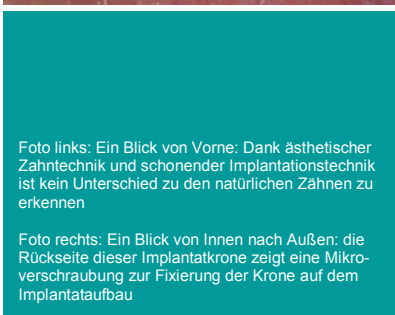 Foto links: Ein Blick von Vorne: Dank ästhetischer
Zahntechnik und schonender Implantationstechnik
ist kein Unterschied zu den natürlichen Zähnen zu
erkennen
Foto rechts: Ein Blick von Innen nach Außen: die
Rückseite dieser Implantatkrone zeigt eine Mikro-
verschraubung zur Fixierung der Krone auf dem
Implantataufbau